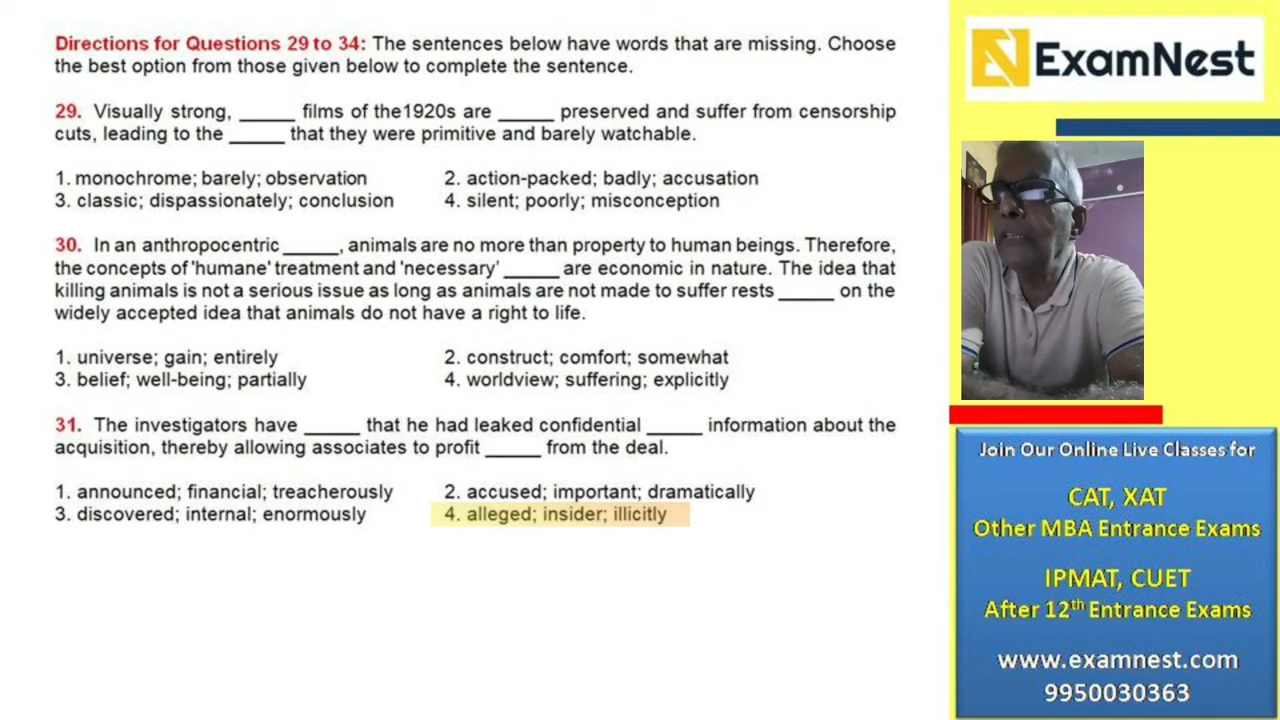 Directions for Questions 29 to 34: The sentences below have words that are missing. Choose
the best option from those given below to complete the sentence.
29. Visually strong, _____ films of the1920s are _____ preserved and suffer from censorship
cuts, leading to the _____ that they were primitive and barely watchable.
1. monochrome; barely; observation
2. action-packed; badly; accusation
3. classic; dispassionately; conclusion
4. silent; poorly; misconception
30. In an anthropocentric _____, animals are no more than property to human beings. Therefore,
the concepts of 'humane' treatment and 'necessary' _____ are economic in nature. The idea that
killing animals is not a serious issue as long as animals are not made to suffer rests _____ on the
widely accepted idea that animals do not have a right to life.
1. universe; gain; entirely
2. construct; comfort; somewhat
3. belief; well-being; partially
4. worldview; suffering; explicitly
31. The investigators have _____ that he had leaked confidential _____ information about the
acquisition, thereby allowing associates to profit _____ from the deal.
1. announced; financial; treacherously
2. accused; important; dramatically
3. discovered; internal; enormously
4. alleged; insider; illicitly
ExamNest
Join Our Online Live Classes for
CAT, XAT
Other MBA Entrance Exams
IPMAT, CUET
After 12th Entrance Exams
www.examnest.com
9950030363